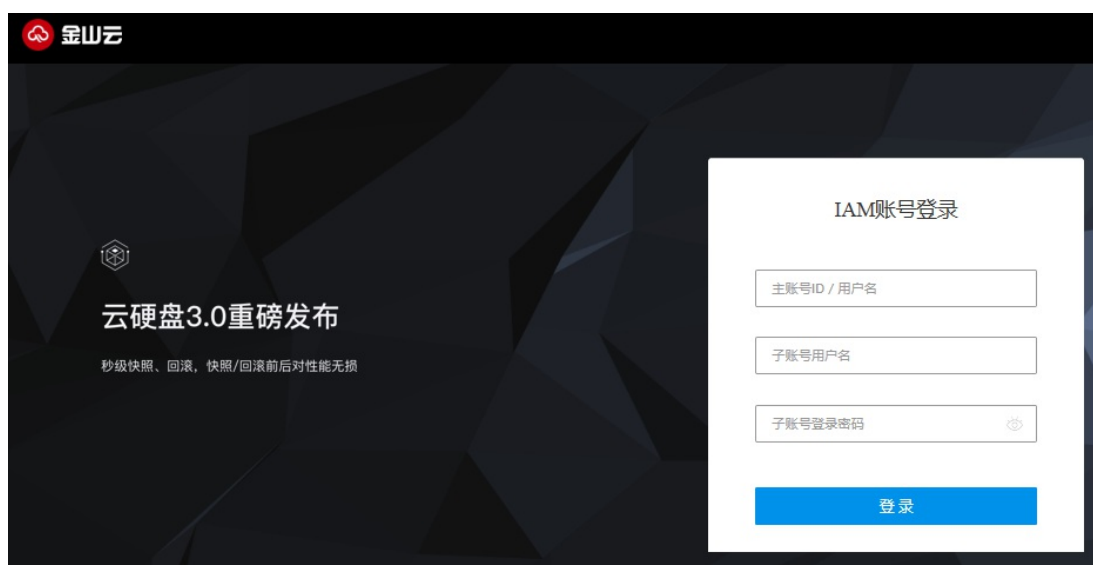 金山云
云硬盘3.0重磅发布
秒级快照、回滚，快照/回滚前后对性能无损
IAM账号登录
主账号ID / 用户名
子账号用户名
子账号登录密码
登录